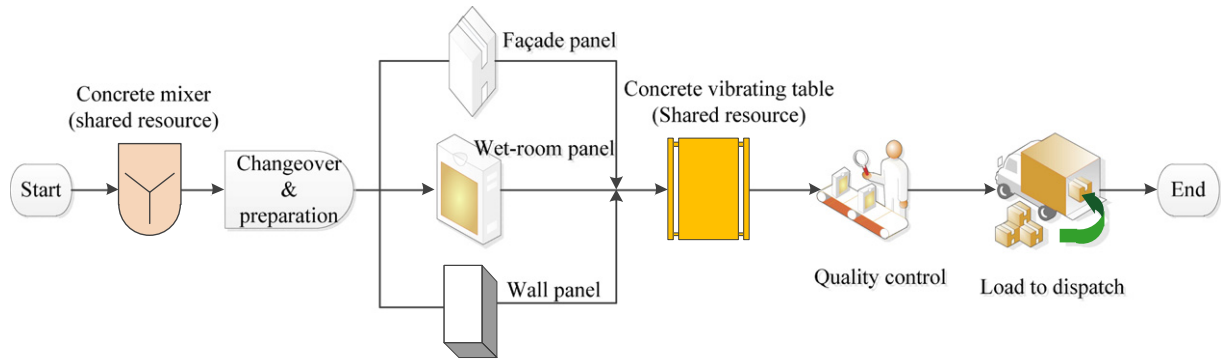 Start
Concrete mixer
(shared resource)
Changeover
&
preparation
Façade panel
Wet-room panel
Wall panel
Concrete vibrating table
(Shared resource)
Quality control
Load to dispatch
End